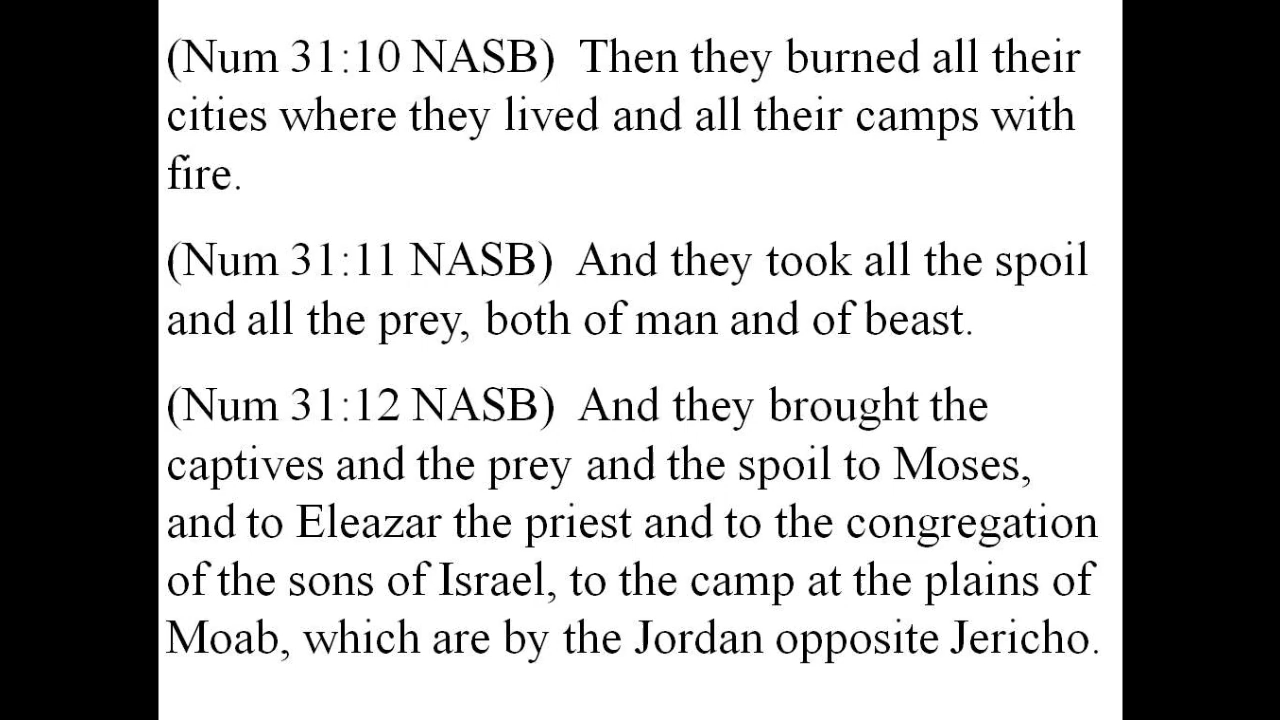 (Num 31:10 NASB)  Then they burned all their
cities where they lived and all their camps with
fire.
(Num 31:11 NASB)  And they took all the spoil
and all the prey, both of man and of beast.
(Num 31:12 NASB)  And they brought the
captives and the prey and the spoil to Moses,
and to Eleazar the priest and to the congregation
of the sons of Israel, to the camp at the plains of
Moab, which are by the Jordan opposite Jericho.